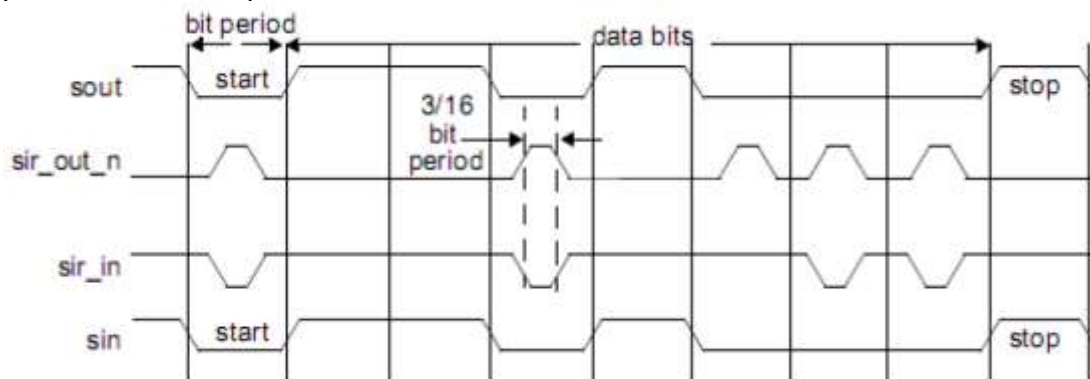 bit period
data bits
sout
start
stop
3/16
bit
period
sir_out_n
sir_in
sin
start
stop